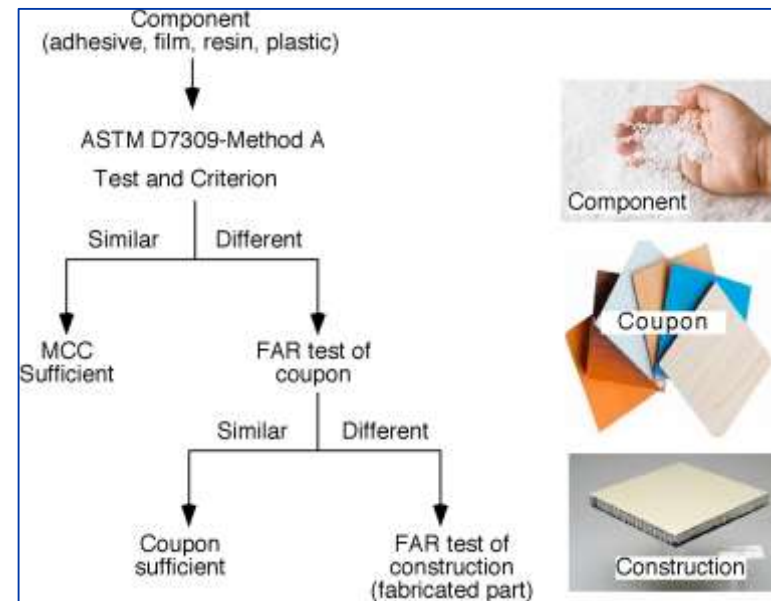 Component
(adhesive, film, resin, plastic)
ASTM D7309-Method A
Test and Criterion
Similar Different
MCC
Sufficient
FAR test of
coupon
Similar Different
Coupon
sufficient
FAR test of
construction
(fabricated part)
Component
Coupon
Construction